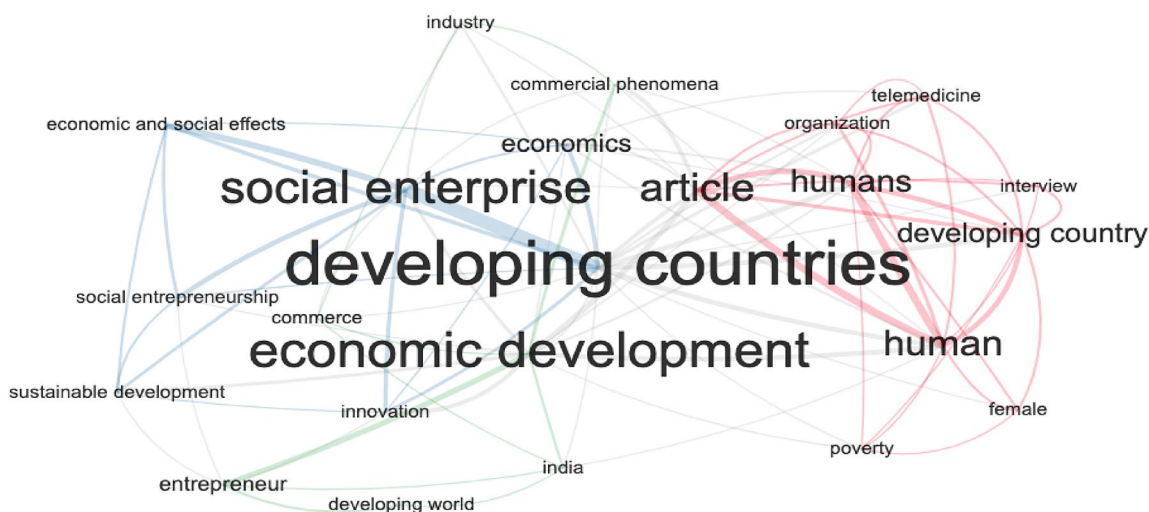 industry
commercial phenomena
telemedicine
economic and social effects
organization
economics
social enterprise
article
humans
interview
developing country
developing countries
social entrepreneurship
commerce
economic development
human
sustainable development
innovation
female
poverty
india
entrepreneur
developing world